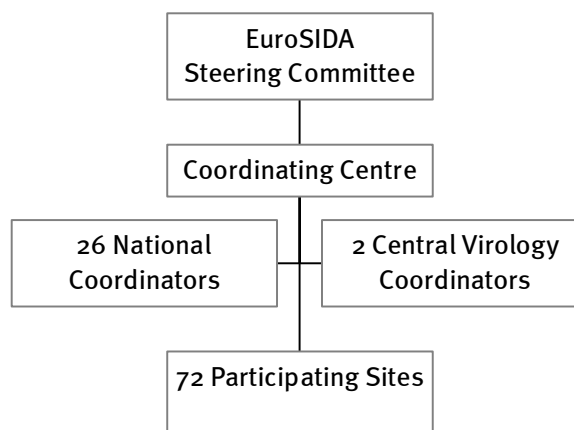 EuroSIDA
Steering Committee
Coordinating Centre
26 National
Coordinators
2 Central Virology
Coordinators
72 Participating Sites